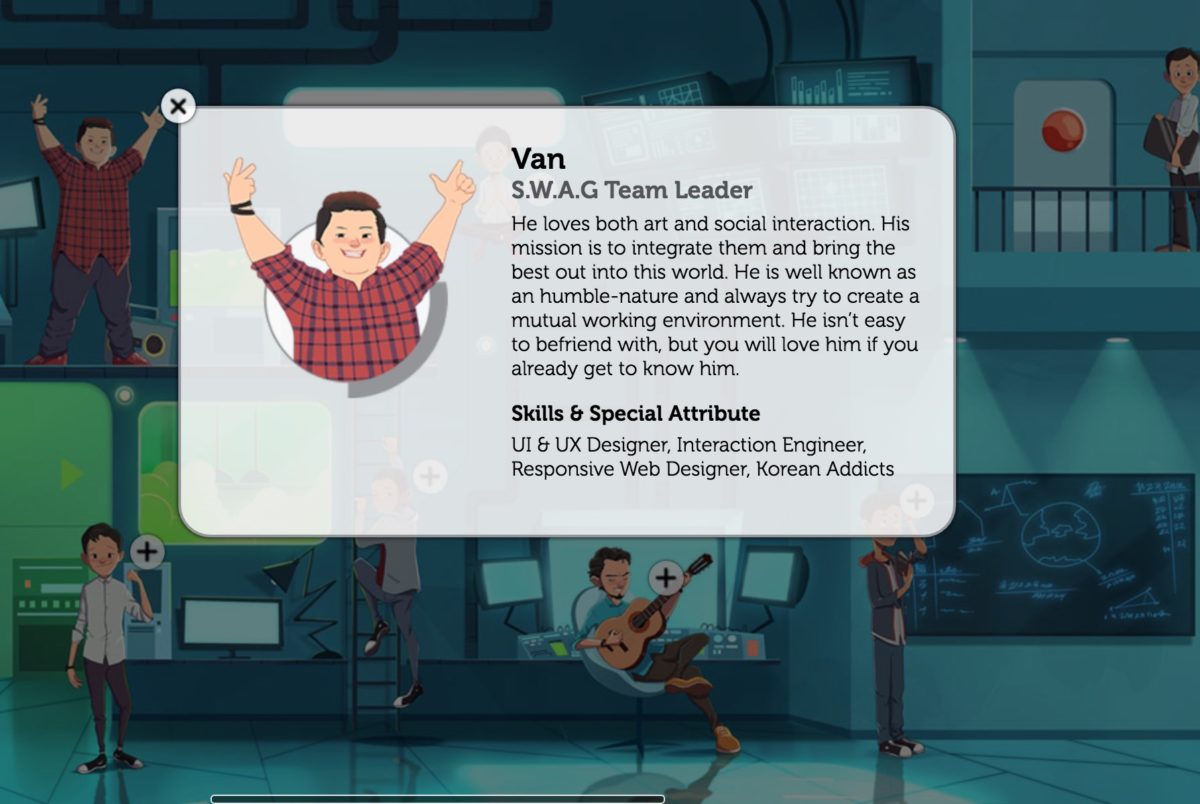 Van
S.W.A.G Team Leader
He loves both art and social interaction. His
mission is to integrate them and bring the
best out into this world. He is well known as
an humble-nature and always try to create a
mutual working environment. He isn't easy
to befriend with, but you will love him if you
already get to know him.
Skills & Special Attribute
UI & UX Designer, Interaction Engineer,
Responsive Web Designer, Korean Addicts